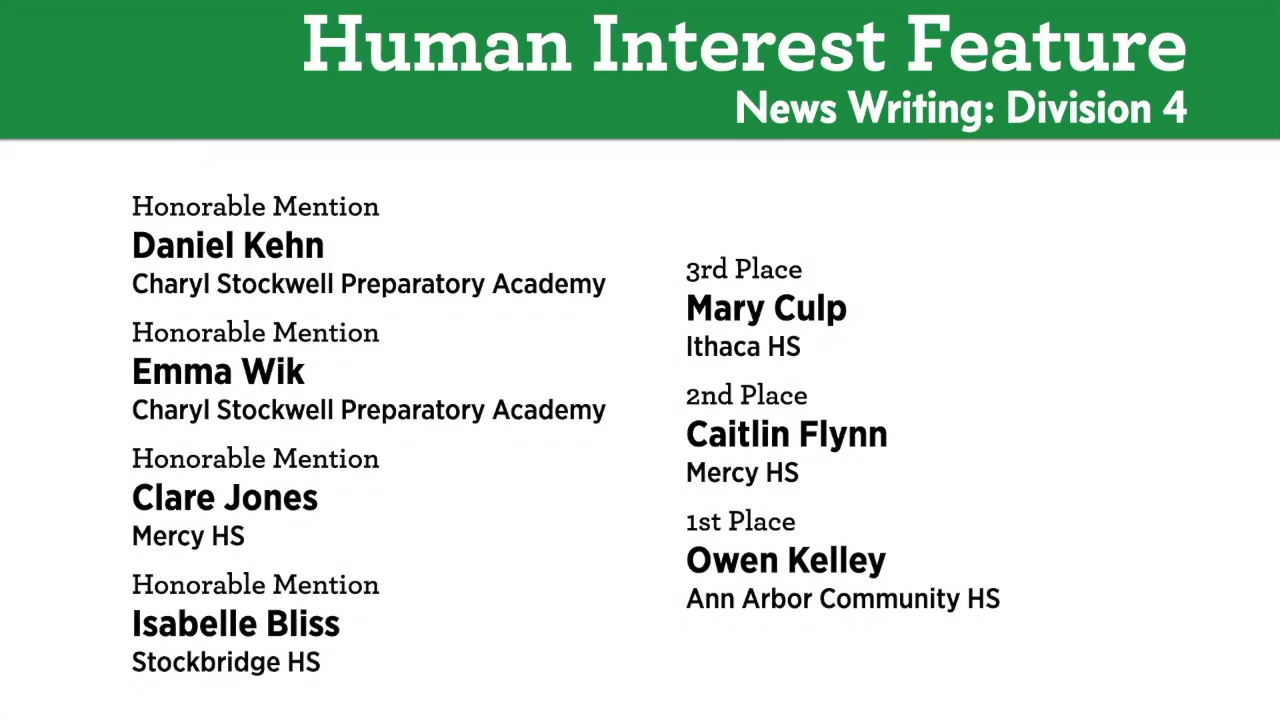 Human Interest Feature
News Writing: Division 4
Honorable Mention
Daniel Kehn
Charyl Stockwell Preparatory Academy
Honorable Mention
Emma Wik
Charyl Stockwell Preparatory Academy
Honorable Mention
Clare Jones
Mercy HS
Honorable Mention
Isabelle Bliss
Stockbridge HS
3rd Place
Mary Culp
Ithaca HS
2nd Place
Caitlin Flynn
Mercy HS
1st Place
Owen Kelley
Ann Arbor Community HS